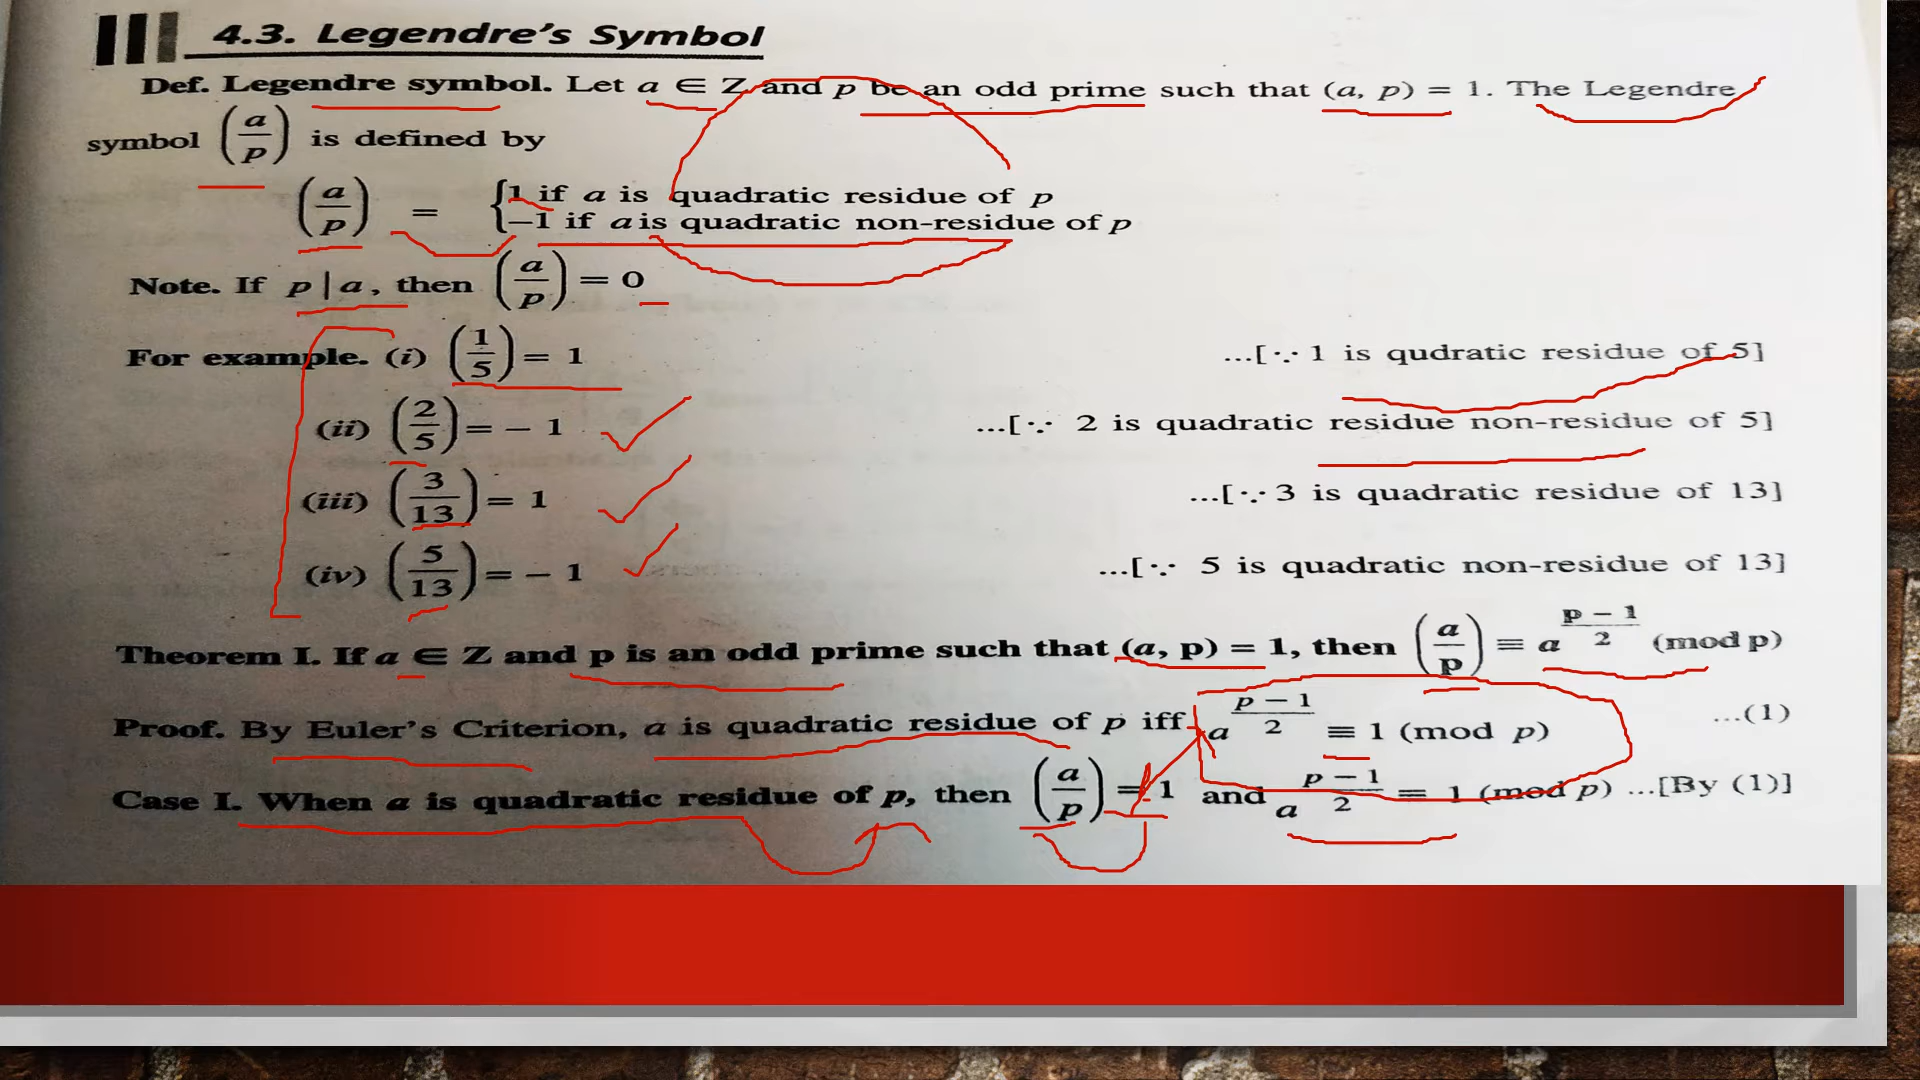 4.3. Legendre's Symbol
Def. Legendre symbol. Let a ∈ Z and p be an odd prime such that (a, p) = 1. The Legendre
symbol (a/p) is defined by
(a/p) = { 1 if a is quadratic residue of p
−1 if a is quadratic non-residue of p
Note. If p | a, then (a/p) = 0
For example. (i) (1/5) = 1 ...[∵ 1 is qudratic residue of 5]
(ii) (2/5) = − 1 ...[∵ 2 is quadratic residue non-residue of 5]
(iii) (3/13) = 1 ...[∵ 3 is quadratic residue of 13]
(iv) (5/13) = − 1 ...[∵ 5 is quadratic non-residue of 13]
Theorem I. If a ∈ Z and p is an odd prime such that (a, p) = 1, then (a/p) ≡ a^((p − 1)/2) (mod p)
Proof. By Euler's Criterion, a is quadratic residue of p iff a^((p − 1)/2) ≡ 1 (mod p) ...(1)
Case I. When a is quadratic residue of p, then (a/p) = 1 and a^((p − 1)/2) ≡ 1 (mod p) ...[By (1)]